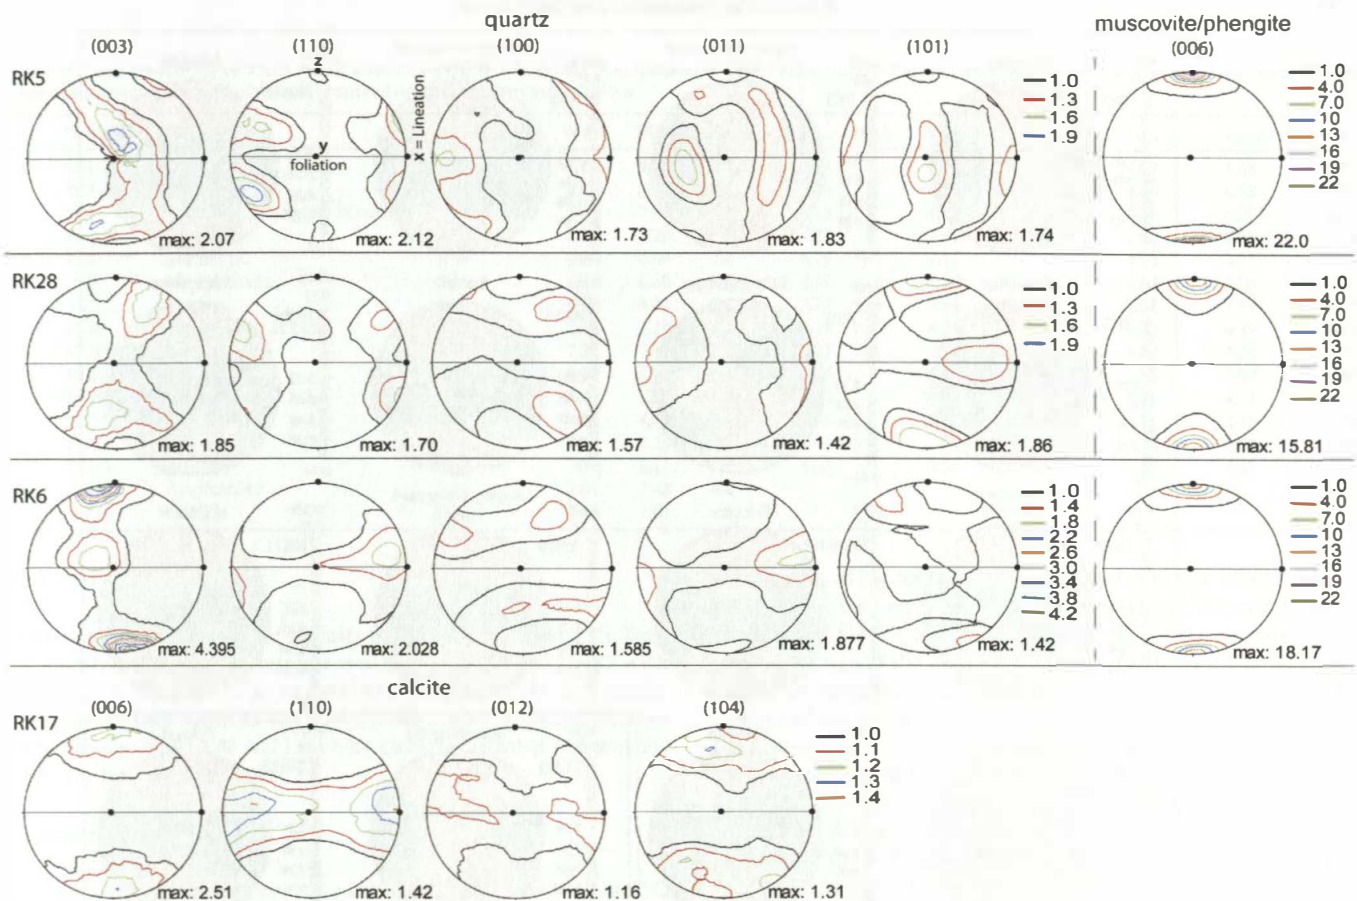 quartz
muscovite/phengite
(003) (110) (100) (011) (101) (006)
RK5
z
y
foliation
x = Lineation
1.0
1.3
1.6
1.9
1.0
4.0
7.0
10
13
16
19
22
max: 2.07 max: 2.12 max: 1.73 max: 1.83 max: 1.74 max: 22.0
RK28
1.0
1.3
1.6
1.9
1.0
4.0
7.0
10
13
16
19
22
max: 1.85 max: 1.70 max: 1.57 max: 1.42 max: 1.86 max: 15.81
RK6
1.0
1.4
1.8
2.2
2.6
3.0
3.4
3.8
4.2
1.0
4.0
7.0
10
13
16
19
22
max: 4.395 max: 2.028 max: 1.585 max: 1.877 max: 1.42 max: 18.17
calcite
(006) (110) (012) (104)
RK17
1.0
1.1
1.2
1.3
1.4
max: 2.51 max: 1.42 max: 1.16 max: 1.31